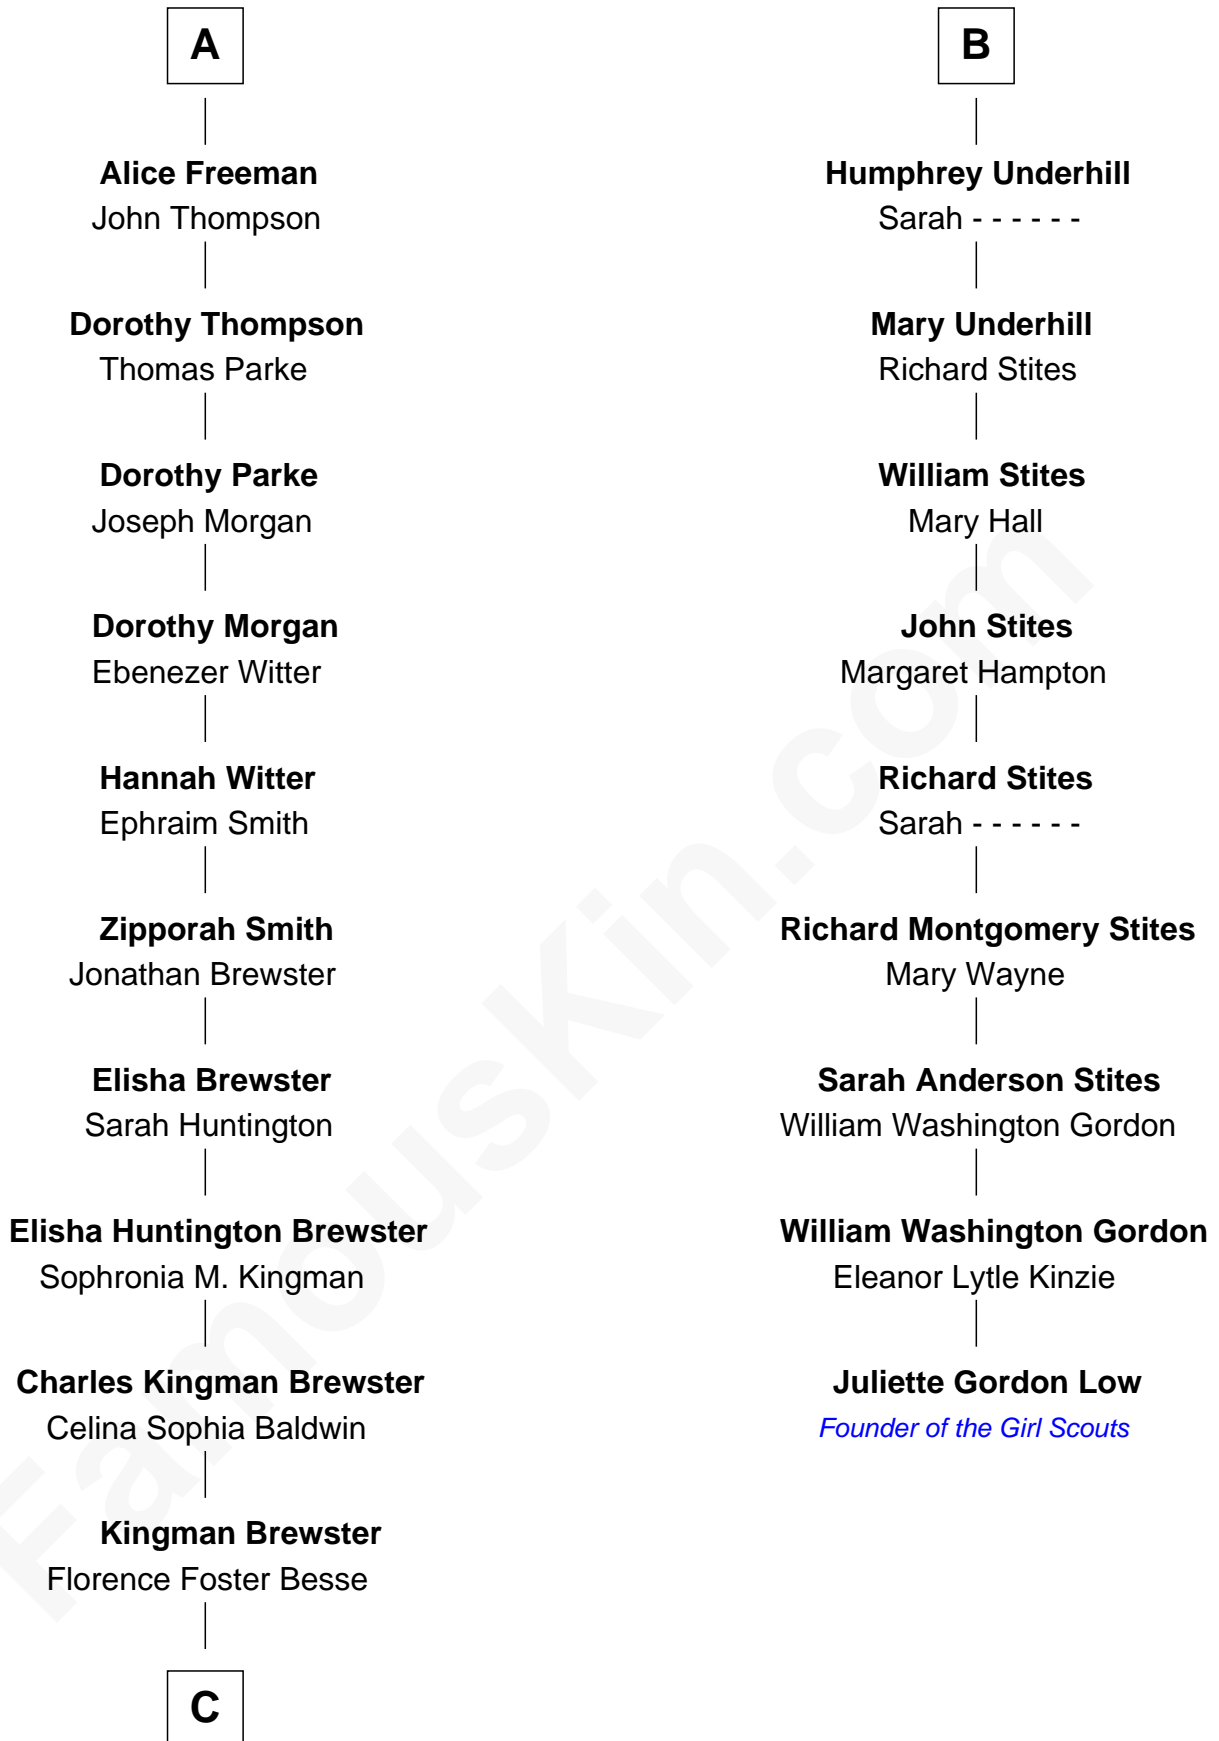 A
Alice Freeman
John Thompson
Dorothy Thompson
Thomas Parke
Dorothy Parke
Joseph Morgan
Dorothy Morgan
Ebenezer Witter
Hannah Witter
Ephraim Smith
Zipporah Smith
Jonathan Brewster
Elisha Brewster
Sarah Huntington
Elisha Huntington Brewster
Sophronia M. Kingman
Charles Kingman Brewster
Celina Sophia Baldwin
Kingman Brewster
Florence Foster Besse
C
B
Humphrey Underhill
Sarah - - - - - -
Mary Underhill
Richard Stites
William Stites
Mary Hall
John Stites
Margaret Hampton
Richard Stites
Sarah - - - - - -
Richard Montgomery Stites
Mary Wayne
Sarah Anderson Stites
William Washington Gordon
William Washington Gordon
Eleanor Lytle Kinzie
Juliette Gordon Low
Founder of the Girl Scouts
FamousKin.com